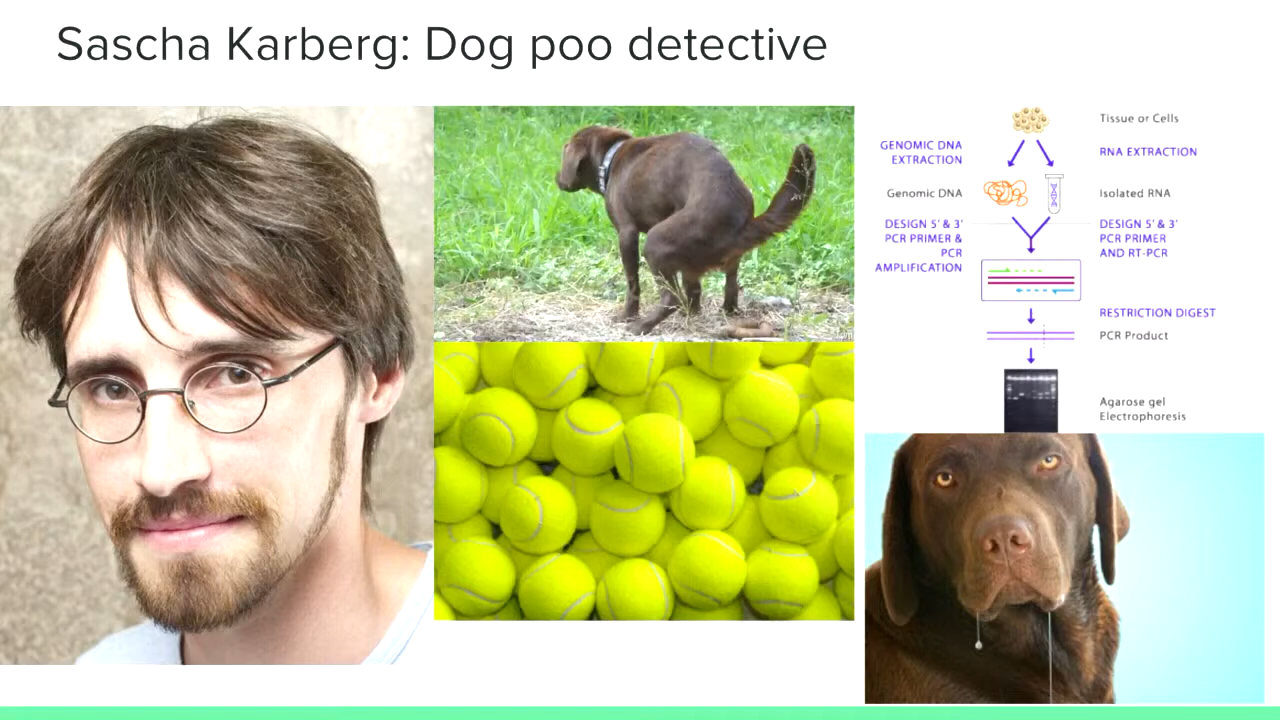 Sascha Karberg: Dog poo detective
Tissue or Cells
GENOMIC DNA
EXTRACTION
RNA EXTRACTION
Genomic DNA
Isolated RNA
DESIGN 5' & 3'
PCR PRIMER &
PCR
AMPLIFICATION
DESIGN 5' & 3'
PCR PRIMER
AND RT-PCR
RESTRICTION DIGEST
PCR Product
Agarose gel
Electrophoresis